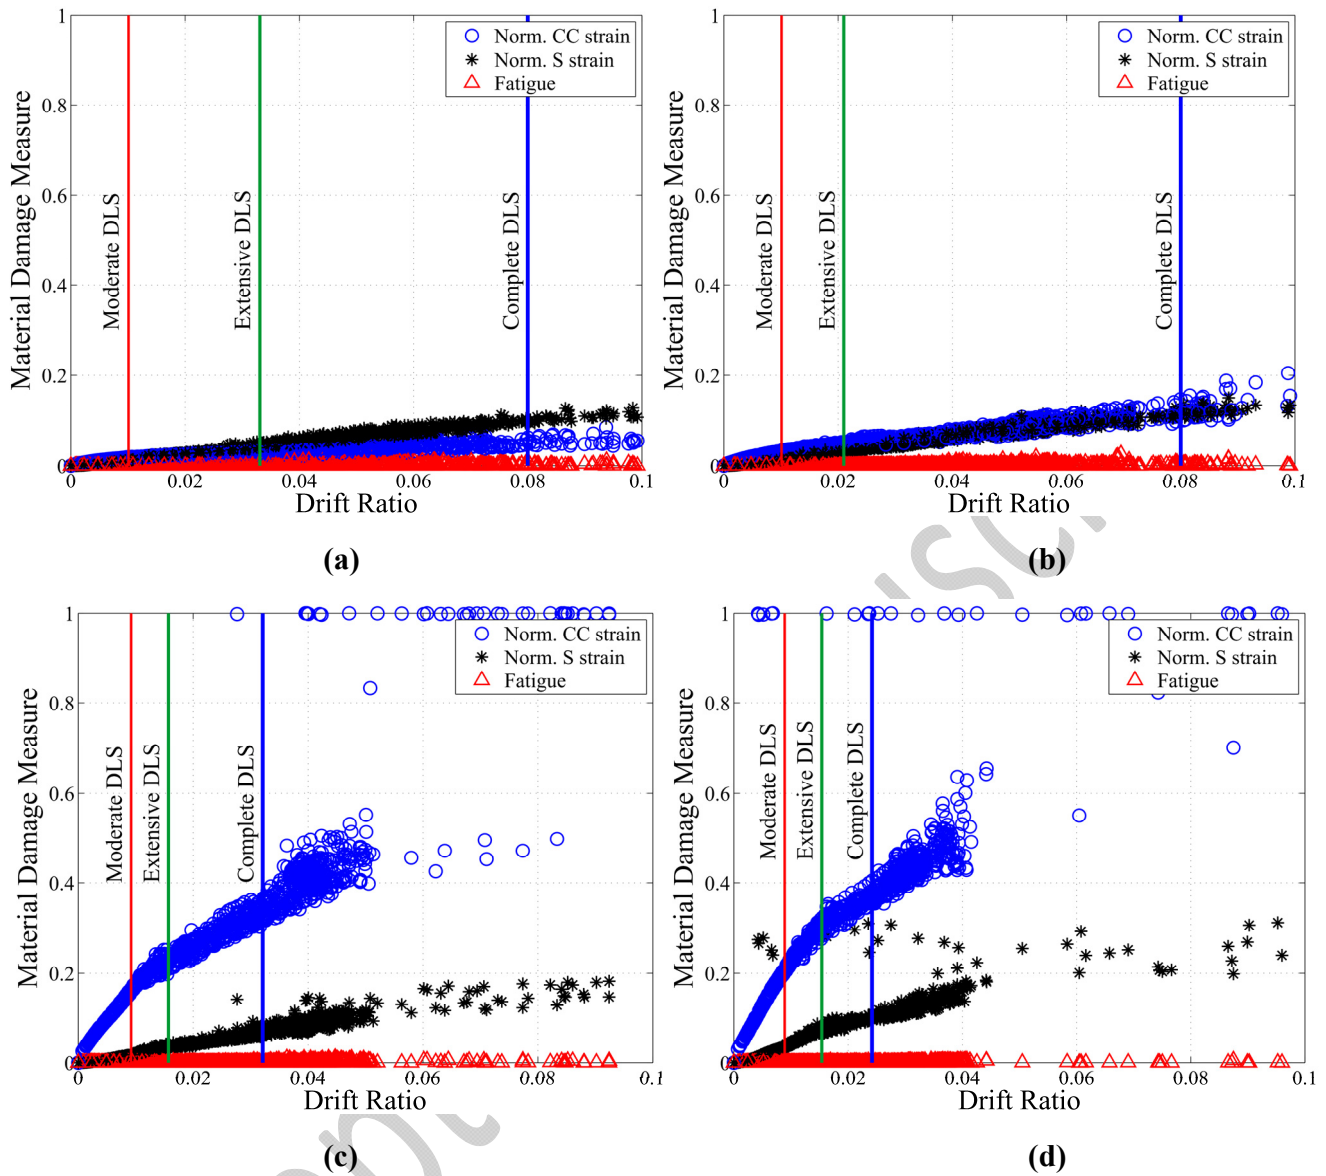 1
0.8
0.6
0.4
0.2
0
0
0.02
0.04
0.06
0.08
0.1
Material Damage Measure
Drift Ratio
Norm. CC strain
Norm. S strain
Fatigue
Moderate DLS
Extensive DLS
Complete DLS
(a)
1
0.8
0.6
0.4
0.2
0
0
0.02
0.04
0.06
0.08
0.1
Material Damage Measure
Drift Ratio
Norm. CC strain
Norm. S strain
Fatigue
Moderate DLS
Extensive DLS
Complete DLS
(b)
1
0.8
0.6
0.4
0.2
0
0
0.02
0.04
0.06
0.08
0.1
Material Damage Measure
Drift Ratio
Norm. CC strain
Norm. S strain
Fatigue
Moderate DLS
Extensive DLS
Complete DLS
(c)
1
0.8
0.6
0.4
0.2
0
0
0.02
0.04
0.06
0.08
0.1
Material Damage Measure
Drift Ratio
Norm. CC strain
Norm. S strain
Fatigue
Moderate DLS
Extensive DLS
Complete DLS
(d)